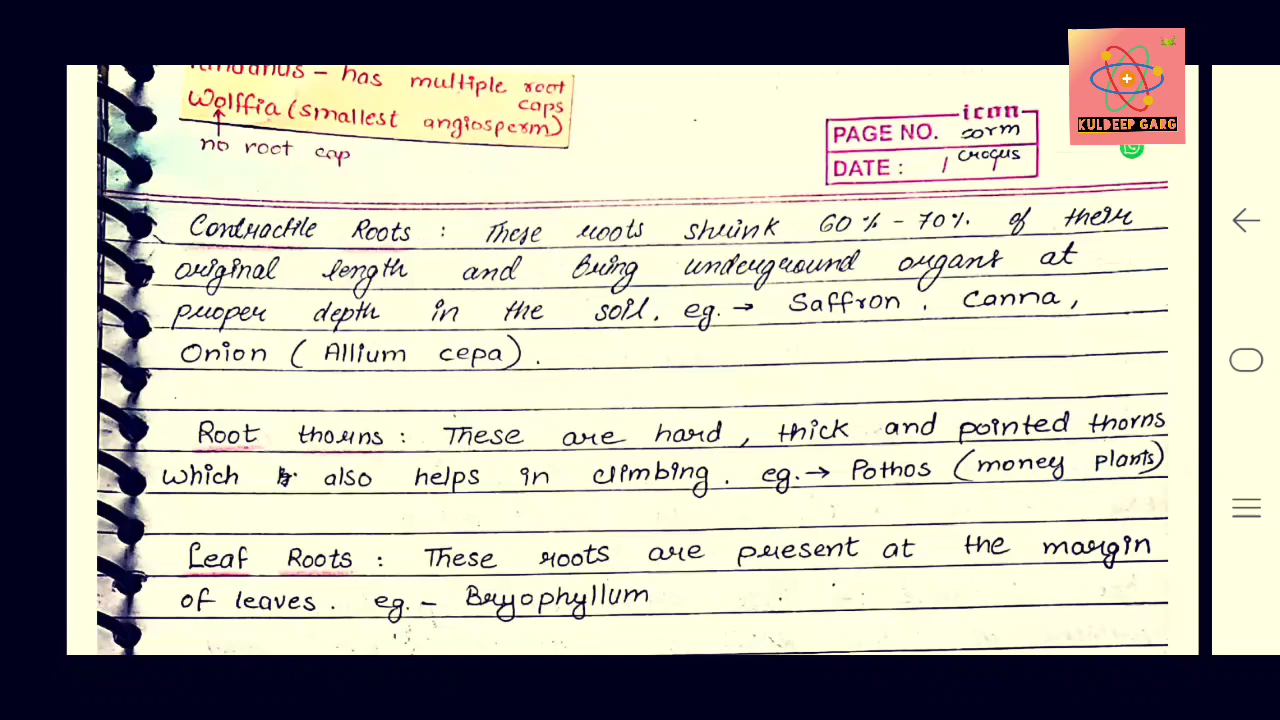 – has multiple root
caps
Wolffia (smallest angiosperm)
no root cap
icon
PAGE NO. corm
DATE : / croqus
KULDEEP GARG
Contractile Roots : These roots shrink 60% - 70% of their
original length and bring underground organs at
proper depth in the soil. eg. → Saffron . Canna ,
Onion ( Allium cepa ) .
Root thorns : These are hard , thick and pointed thorns
which also helps in climbing . eg. → Pothos (money plants)
Leaf Roots : These roots are present at the margin
of leaves . eg. – Bryophyllum